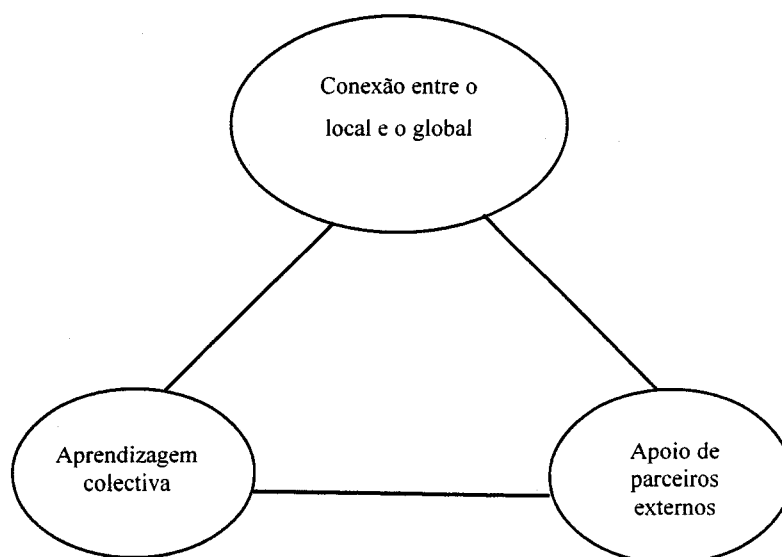 Conexão entre o
local e o global
Aprendizagem
colectiva
Apoio de
parceiros
externos